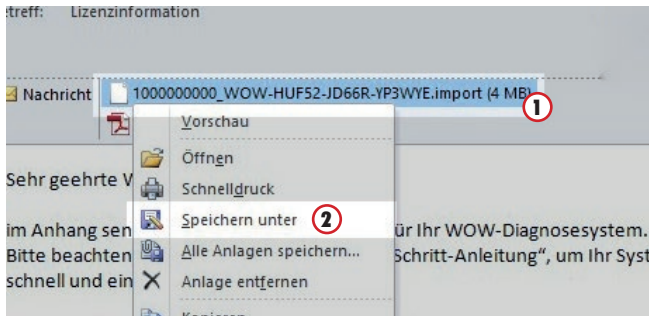 treff: Lizenzinformation
Nachricht 1000000000_WOW-HUF52-JD66R-YP3WYE.import (4 MB)
1
Vorschau
Öffnen
Sehr geehrte V
Schnelldruck
Speichern unter 2
im Anhang sen ür Ihr WOW-Diagnosesystem.
Alle Anlagen speichern...
Bitte beachten Schritt-Anleitung“, um Ihr Syst
schnell und ein Anlage entfernen
Kopieren